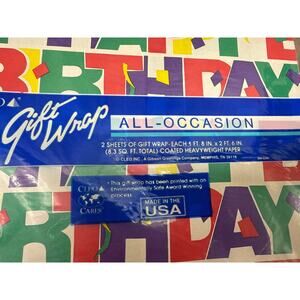 BIRTHDAY
CLEO
Gift Wrap
ALL-OCCASION
2 SHEETS OF GIFT WRAP-EACH 1 FT. 8 IN. x 2 FT. 6 IN.
(8.3 SQ. FT. TOTAL) COATED HEAVYWEIGHT PAPER
© CLEO INC., A Gibson Greetings Company, MEMPHIS, TN 38118
CLEO
CARES
• This gift wrap has been printed with an
Environmentally Safe Award Winning
process.
MADE IN THE
USA
BIRTHDAY